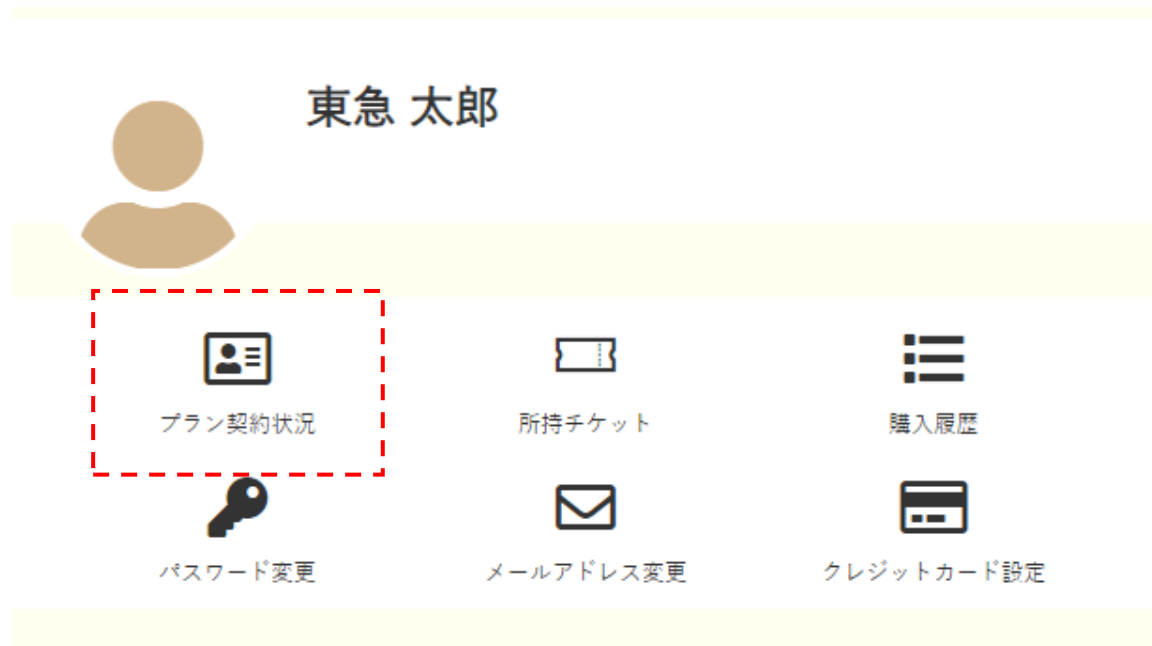 東急 太郎
プラン契約状況
所持チケット
購入履歴
パスワード変更
メールアドレス変更
クレジットカード設定